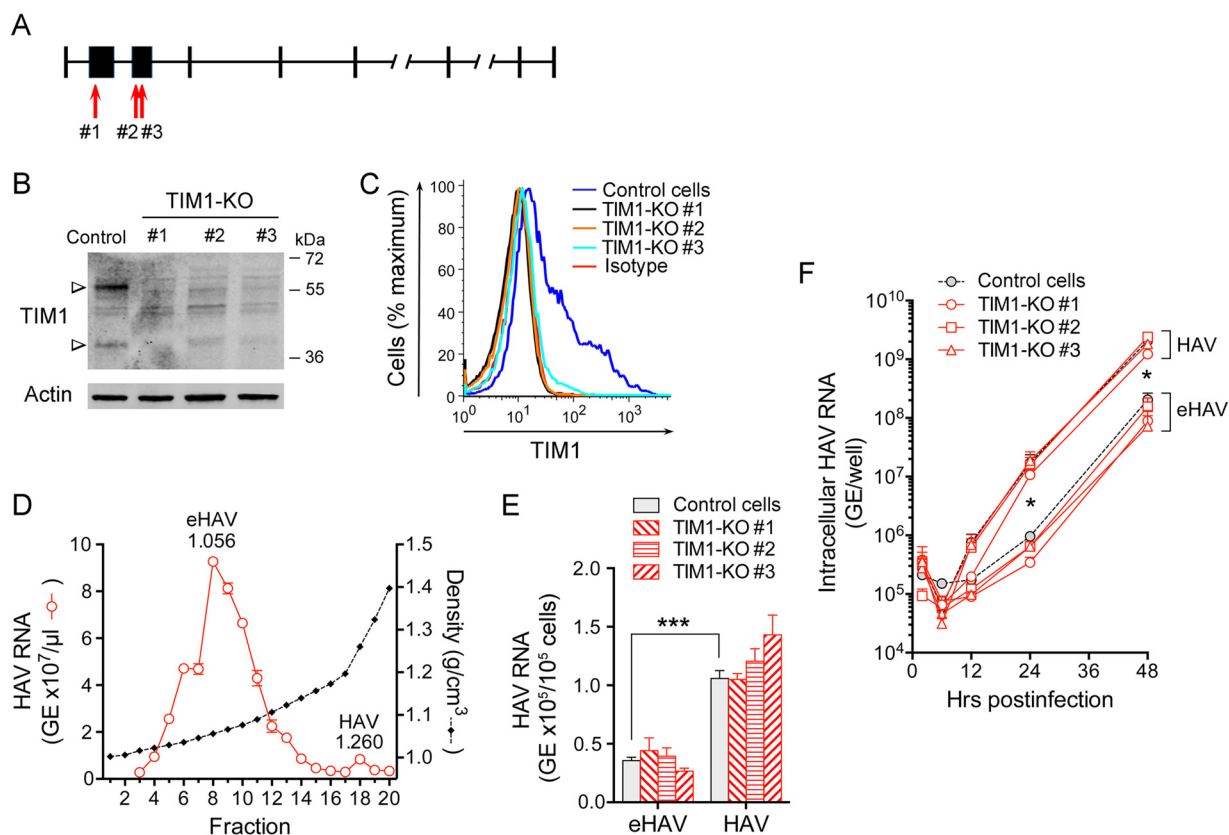 A
#1 #2 #3
B
TIM1-KO
Control #1 #2 #3 kDa
72
55
36
TIM1
Actin
C
Cells (% maximum)
100
80
60
40
20
0
10⁰ 10¹ 10² 10³
TIM1
Control cells
TIM1-KO #1
TIM1-KO #2
TIM1-KO #3
Isotype
D
HAV RNA
(GE x10⁷/µl)
10
8
6
4
2
0
eHAV
1.056
HAV
1.260
1.5
1.4
1.3
1.2
1.1
1.0
Density (g/cm³)
2 4 6 8 10 12 14 16 18 20
Fraction
E
Control cells
TIM1-KO #1
TIM1-KO #2
TIM1-KO #3
HAV RNA
(GE x10⁵/10⁵ cells)
2.0
1.5
1.0
0.5
0.0
***
eHAV HAV
F
Control cells
TIM1-KO #1
TIM1-KO #2
TIM1-KO #3
Intracellular HAV RNA
(GE/well)
10¹⁰
10⁹
10⁸
10⁷
10⁶
10⁵
10⁴
HAV
*
eHAV
*
0 12 24 36 48
Hrs postinfection